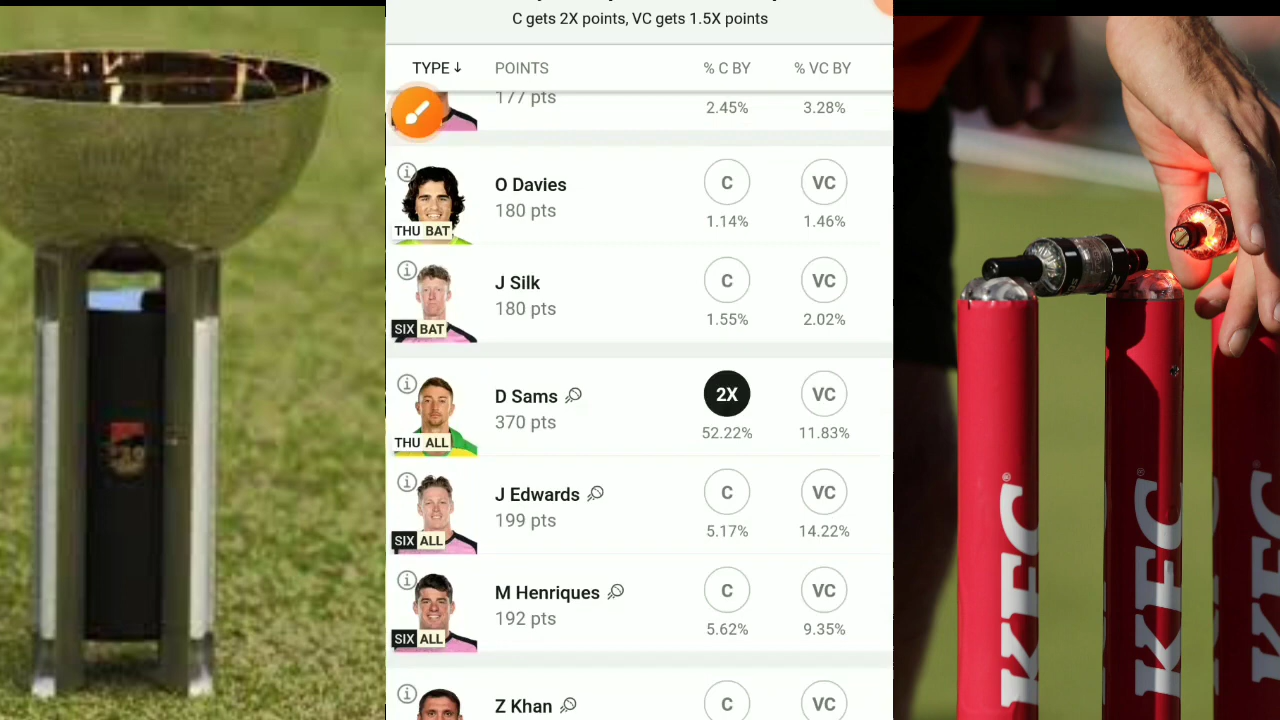 C gets 2X points, VC gets 1.5X points
TYPE↓ POINTS % C BY % VC BY
177 pts 2.45% 3.28%
THU BAT O Davies C VC
180 pts 1.14% 1.46%
SIX BAT J Silk C VC
180 pts 1.55% 2.02%
THU ALL D Sams 2X VC
370 pts 52.22% 11.83%
SIX ALL J Edwards C VC
199 pts 5.17% 14.22%
SIX ALL M Henriques C VC
192 pts 5.62% 9.35%
Z Khan C VC
KFC®
KFC®
KFC